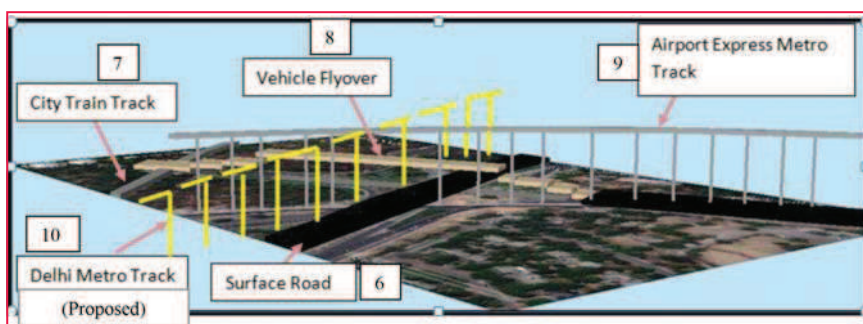 8
7
Vehicle Flyover
9
Airport Express Metro
Track
City Train Track
10
Delhi Metro Track
(Proposed)
Surface Road
6